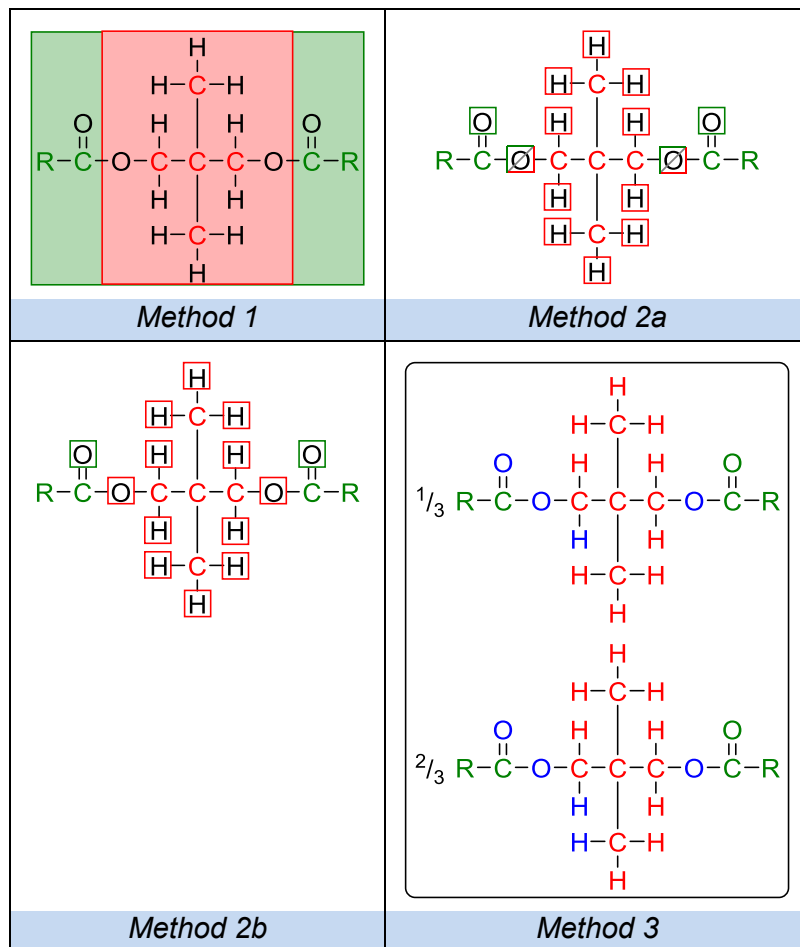 H
H C H
O H H O
R C O C C C O C R
H H
H C H
H
Method 1
H
H C H
O H H O
R C O C C C O C R
H H
H C H
H
Method 2a
H
H C H
O H H O
R C O C C C O C R
H H
H C H
H
Method 2b
H
H C H
O H H O
1/3 R C O C C C O C R
H H
H C H
H
H
H C H
O H H O
2/3 R C O C C C O C R
H H
H C H
H
Method 3